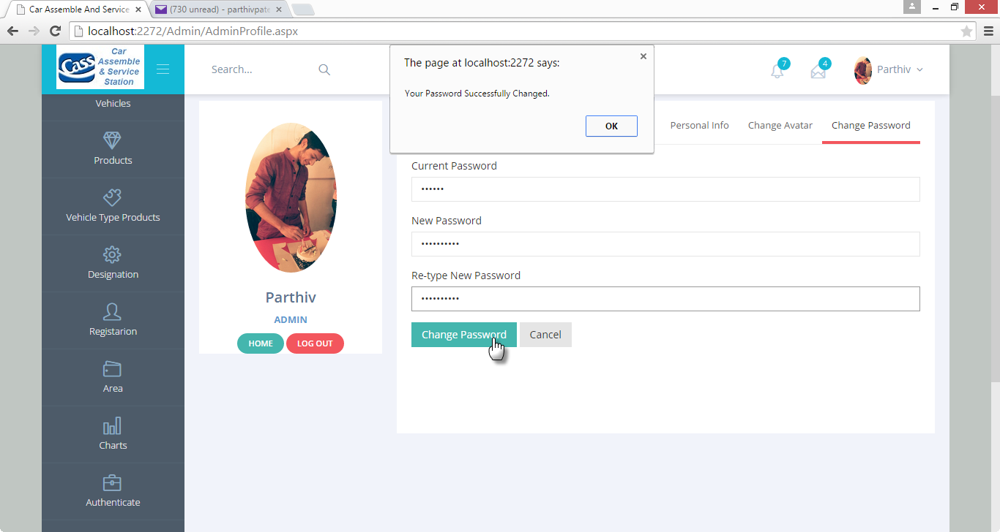 Car Assemble And Service
(730 unread) - parthivpate
localhost:2272/Admin/AdminProfile.aspx
Cass
Car
Assemble
& Service
Station
Search...
The page at localhost:2272 says:
Your Password Successfully Changed.
OK
7
4
Parthiv
Vehicles
Products
Vehicle Type Products
Designation
Registarion
Area
Charts
Authenticate
Parthiv
ADMIN
HOME LOG OUT
Personal Info Change Avatar Change Password
Current Password
••••••
New Password
••••••••••
Re-type New Password
••••••••••
Change Password Cancel